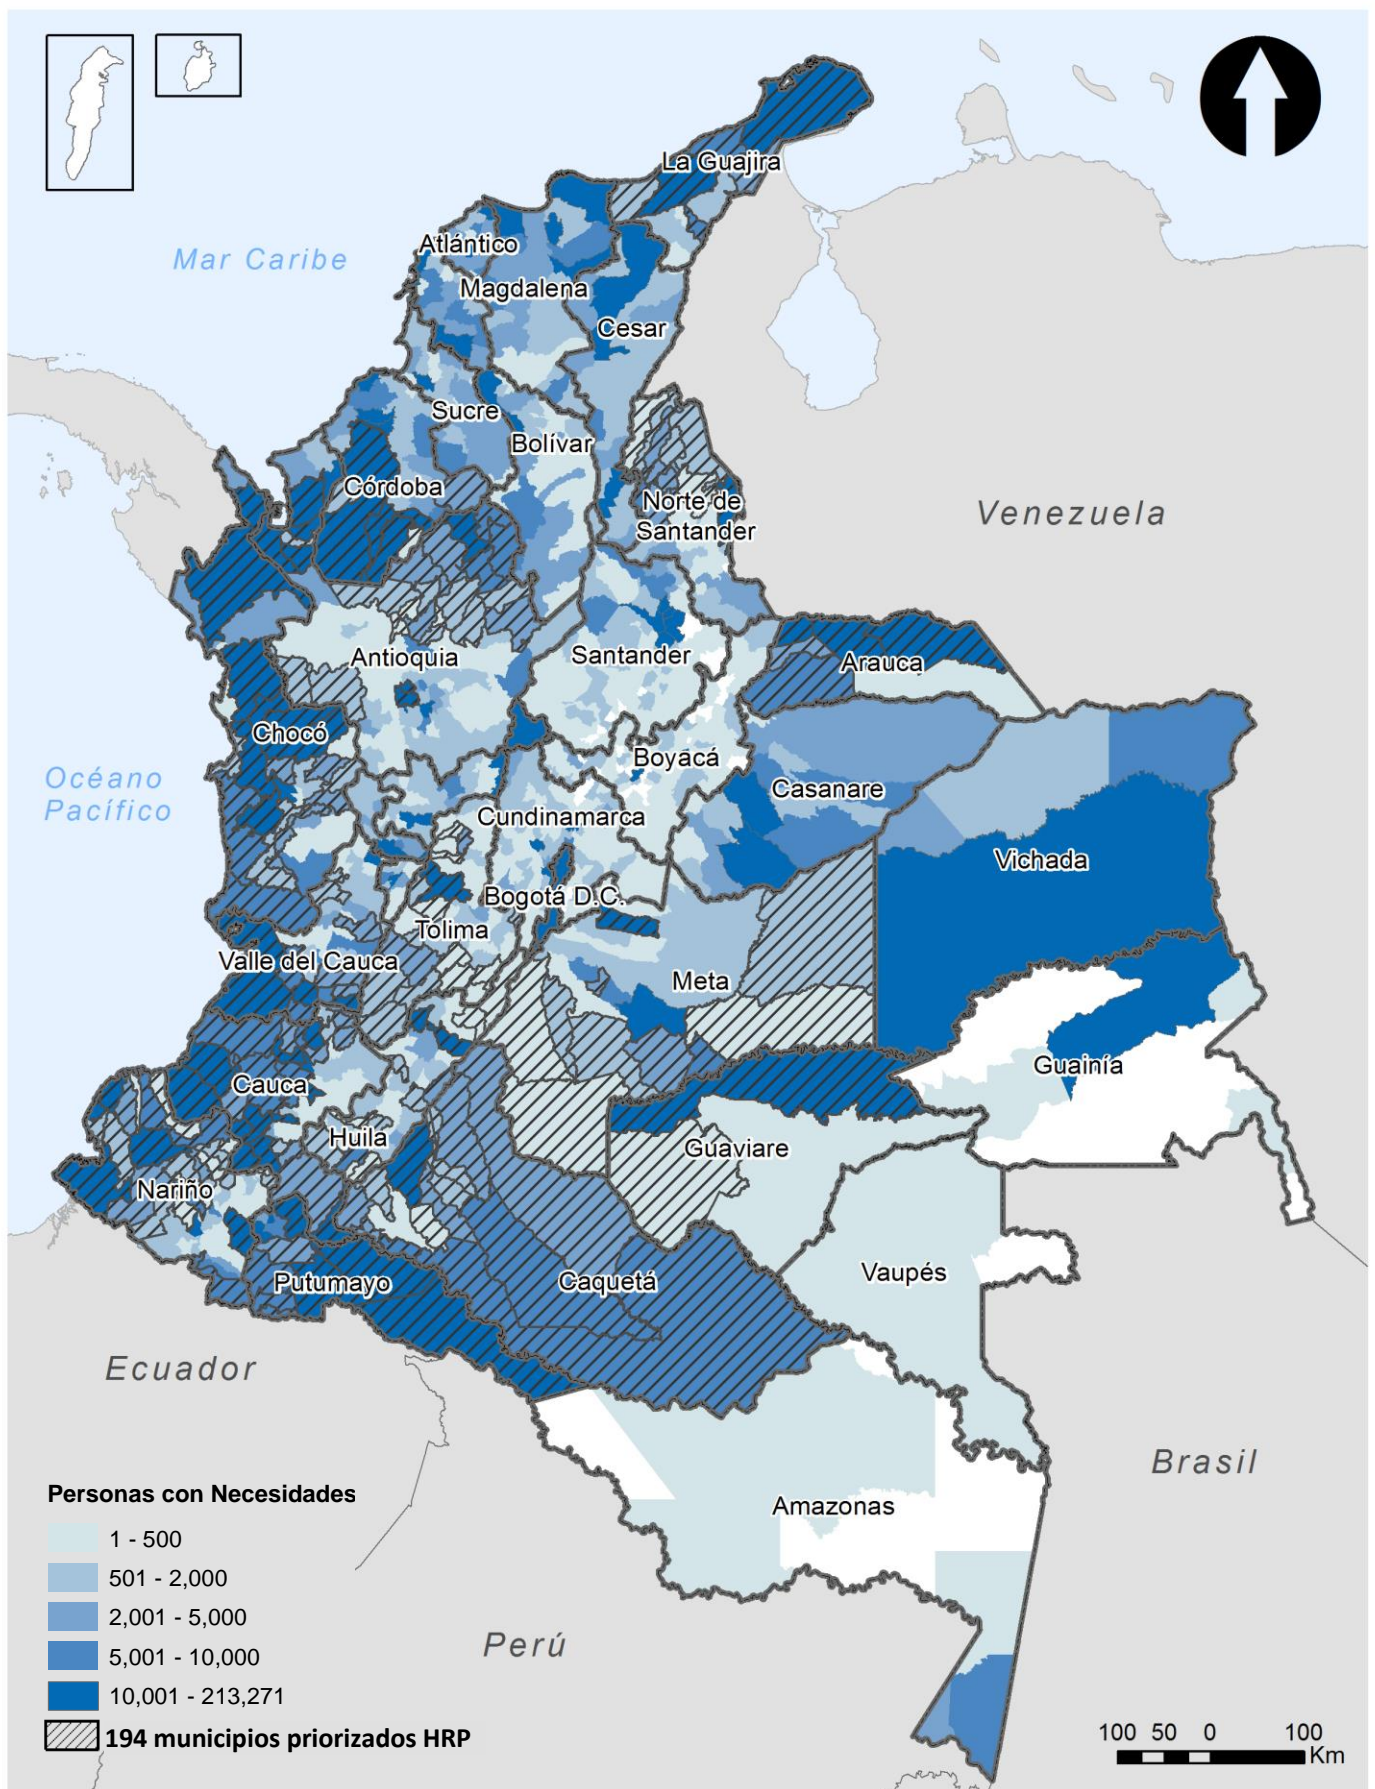 La Guajira
Mar Caribe
Atlántico
Magdalena
Cesar
Sucre
Bolívar
Córdoba
Norte de
Santander
Venezuela
Antioquia
Santander
Arauca
Chocó
Boyacá
Océano
Pacífico
Casanare
Cundinamarca
Vichada
Bogotá D.C.
Tolima
Valle del Cauca
Meta
Guainía
Cauca
Huila
Guaviare
Nariño
Vaupés
Putumayo
Caquetá
Ecuador
Brasil
Amazonas
Perú
Personas con Necesidades
1 - 500
501 - 2,000
2,001 - 5,000
5,001 - 10,000
10,001 - 213,271
194 municipios priorizados HRP
100 50 0 100
Km